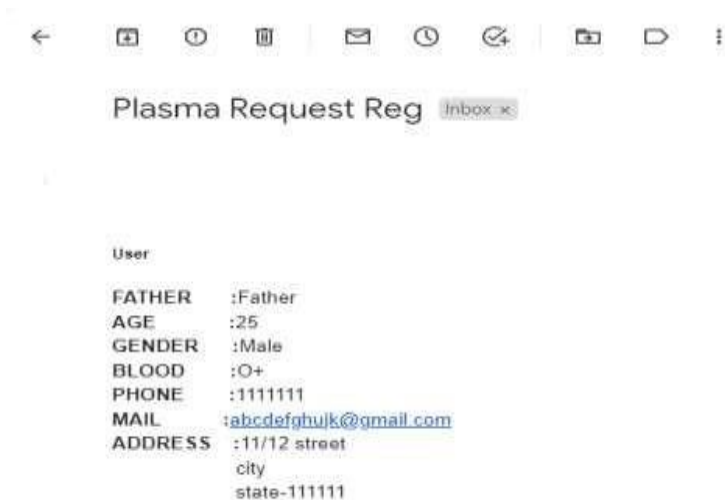 Plasma Request Reg Inbox ×
User
FATHER :Father
AGE :25
GENDER :Male
BLOOD :O+
PHONE :1111111
MAIL :abcdefghujk@gmail.com
ADDRESS :11/12 street
city
state-111111